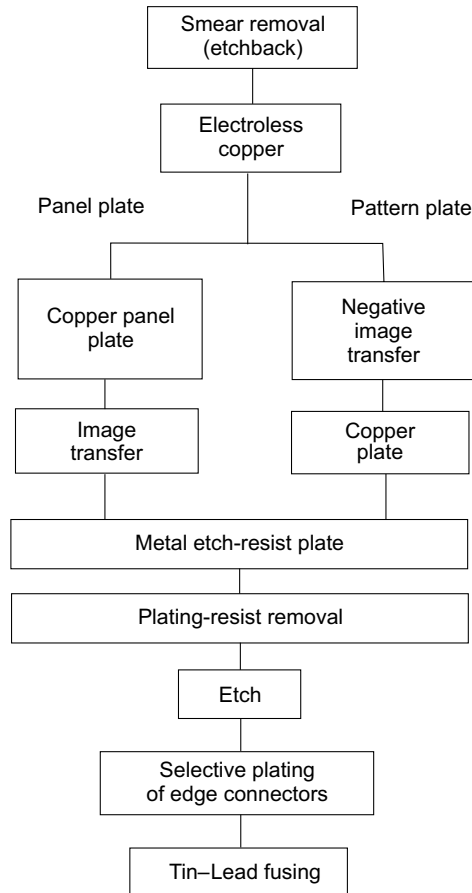 Smear removal
(etchback)
Electroless
copper
Panel plate
Pattern plate
Copper panel
plate
Negative
image
transfer
Image
transfer
Copper
plate
Metal etch-resist plate
Plating-resist removal
Etch
Selective plating
of edge connectors
Tin–Lead fusing